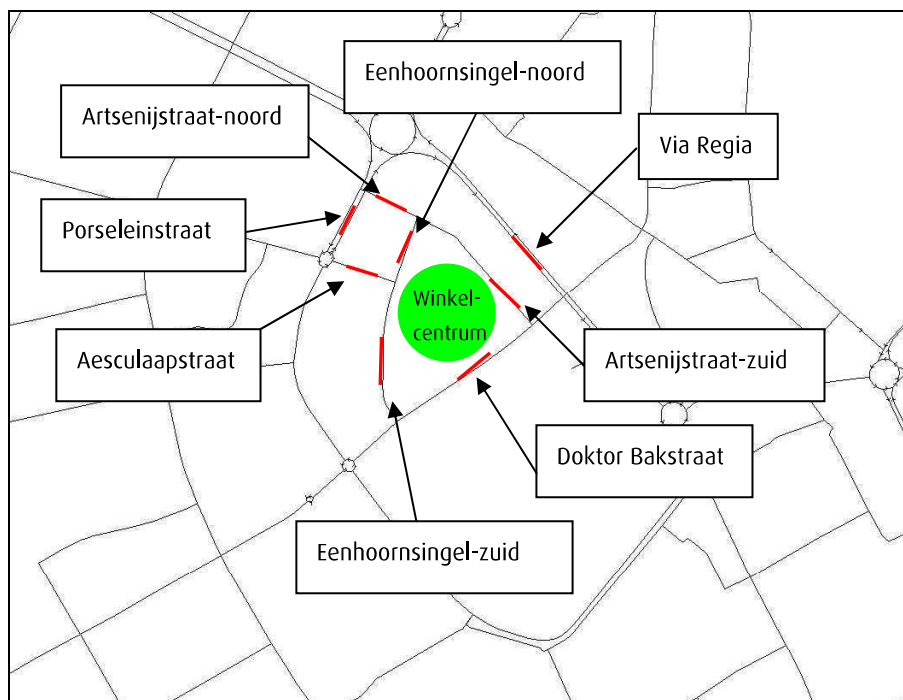 Eenhoornsingel-noord
Artsenijstraat-noord
Via Regia
Porseleinstraat
Winkel-
centrum
Aesculaapstraat
Artsenijstraat-zuid
Doktor Bakstraat
Eenhoornsingel-zuid